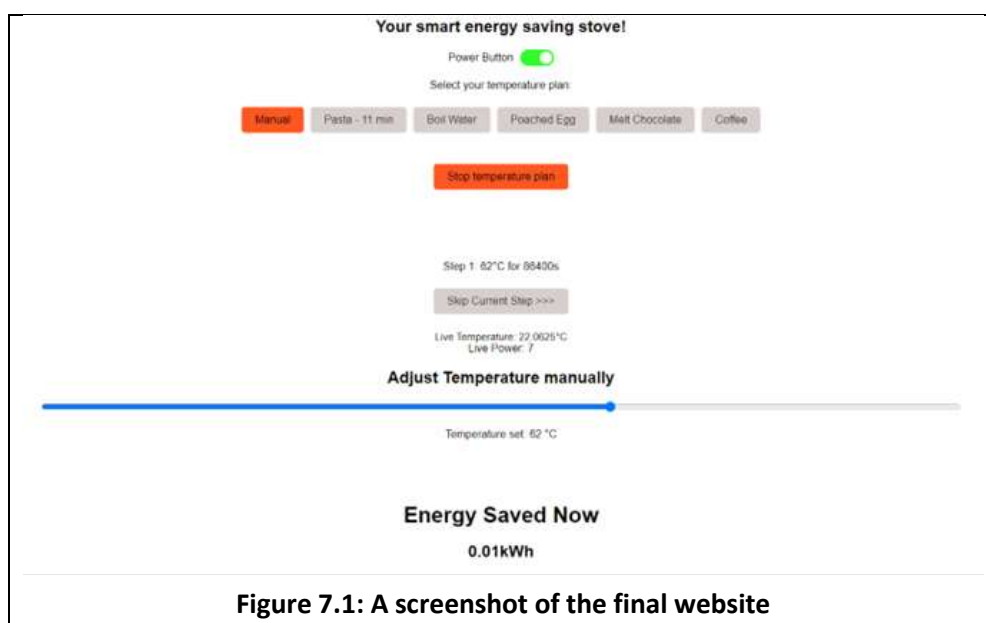 Your smart energy saving stove!
Power Button
Select your temperature plan:
Manual Pasta - 11 min Boil Water Poached Egg Melt Chocolate Coffee
Stop temperature plan
Step 1: 62°C for 86400s
Skip Current Step >>>
Live Temperature: 22.0625°C
Live Power: 7
Adjust Temperature manually
Temperature set: 62 °C
Energy Saved Now
0.01kWh
Figure 7.1: A screenshot of the final website